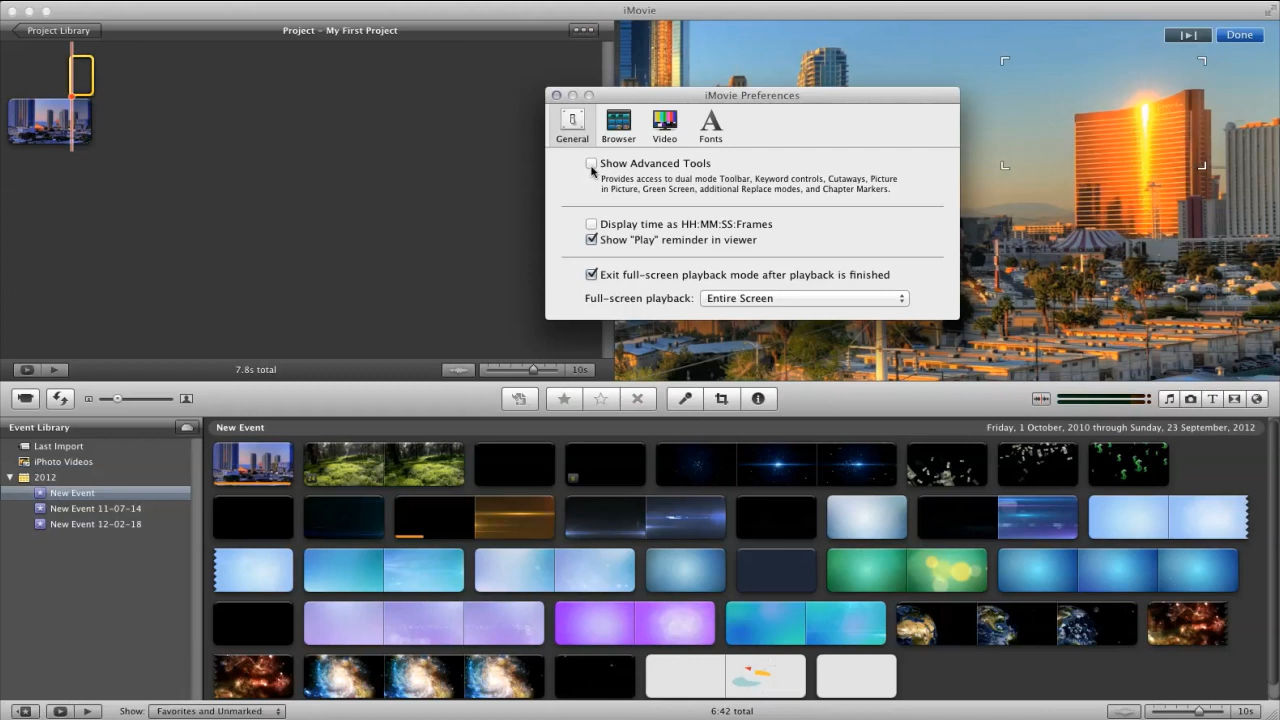 iMovie
Project Library
Project - My First Project
Done
iMovie Preferences
General
Browser
Video
Fonts
Show Advanced Tools
Provides access to dual mode Toolbar, Keyword controls, Cutaways, Picture
in Picture, Green Screen, additional Replace modes, and Chapter Markers.
Display time as HH:MM:SS:Frames
Show "Play" reminder in viewer
Exit full-screen playback mode after playback is finished
Full-screen playback:
Entire Screen
7.8s total
10s
Event Library
New Event
Friday, 1 October, 2010 through Sunday, 23 September, 2012
Last Import
iPhoto Videos
2012
New Event
New Event 11-07-14
New Event 12-02-18
Show:
Favorites and Unmarked
6:42 total
10s